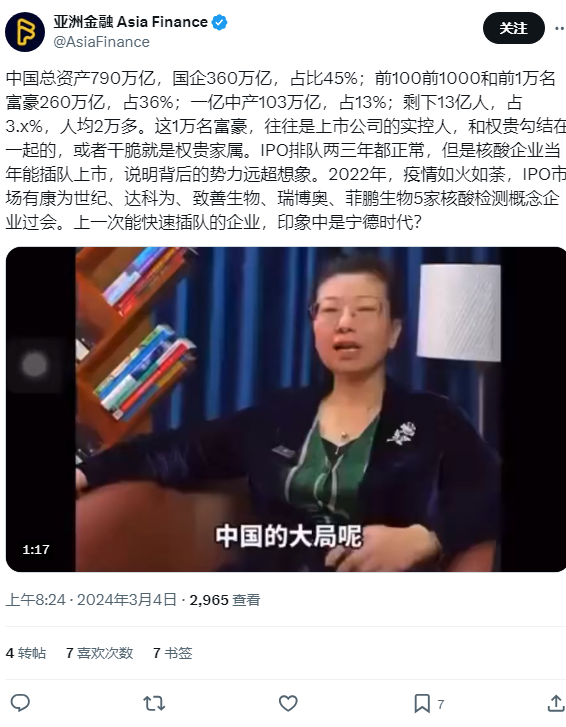 亚洲金融 Asia Finance
@AsiaFinance
关注
中国总资产790万亿，国企360万亿，占比45%；前100前1000和前1万名
富豪260万亿，占36%；一亿中产103万亿，占13%；剩下13亿人，占
3.x%，人均2万多。这1万名富豪，往往是上市公司的实控人，和权贵勾结在
一起的，或者干脆就是权贵家属。IPO排队两三年都正常，但是核酸企业当
年能插队上市，说明背后的势力远超想象。2022年，疫情如火如荼，IPO市
场有康为世纪、达科为、致善生物、瑞博奥、菲鹏生物5家核酸检测概念企
业过会。上一次能快速插队的企业，印象中是宁德时代？
中国的大局呢
1:17
上午8:24 · 2024年3月4日 · 2,965 查看
4 转帖 7 喜欢次数 7 书签
7